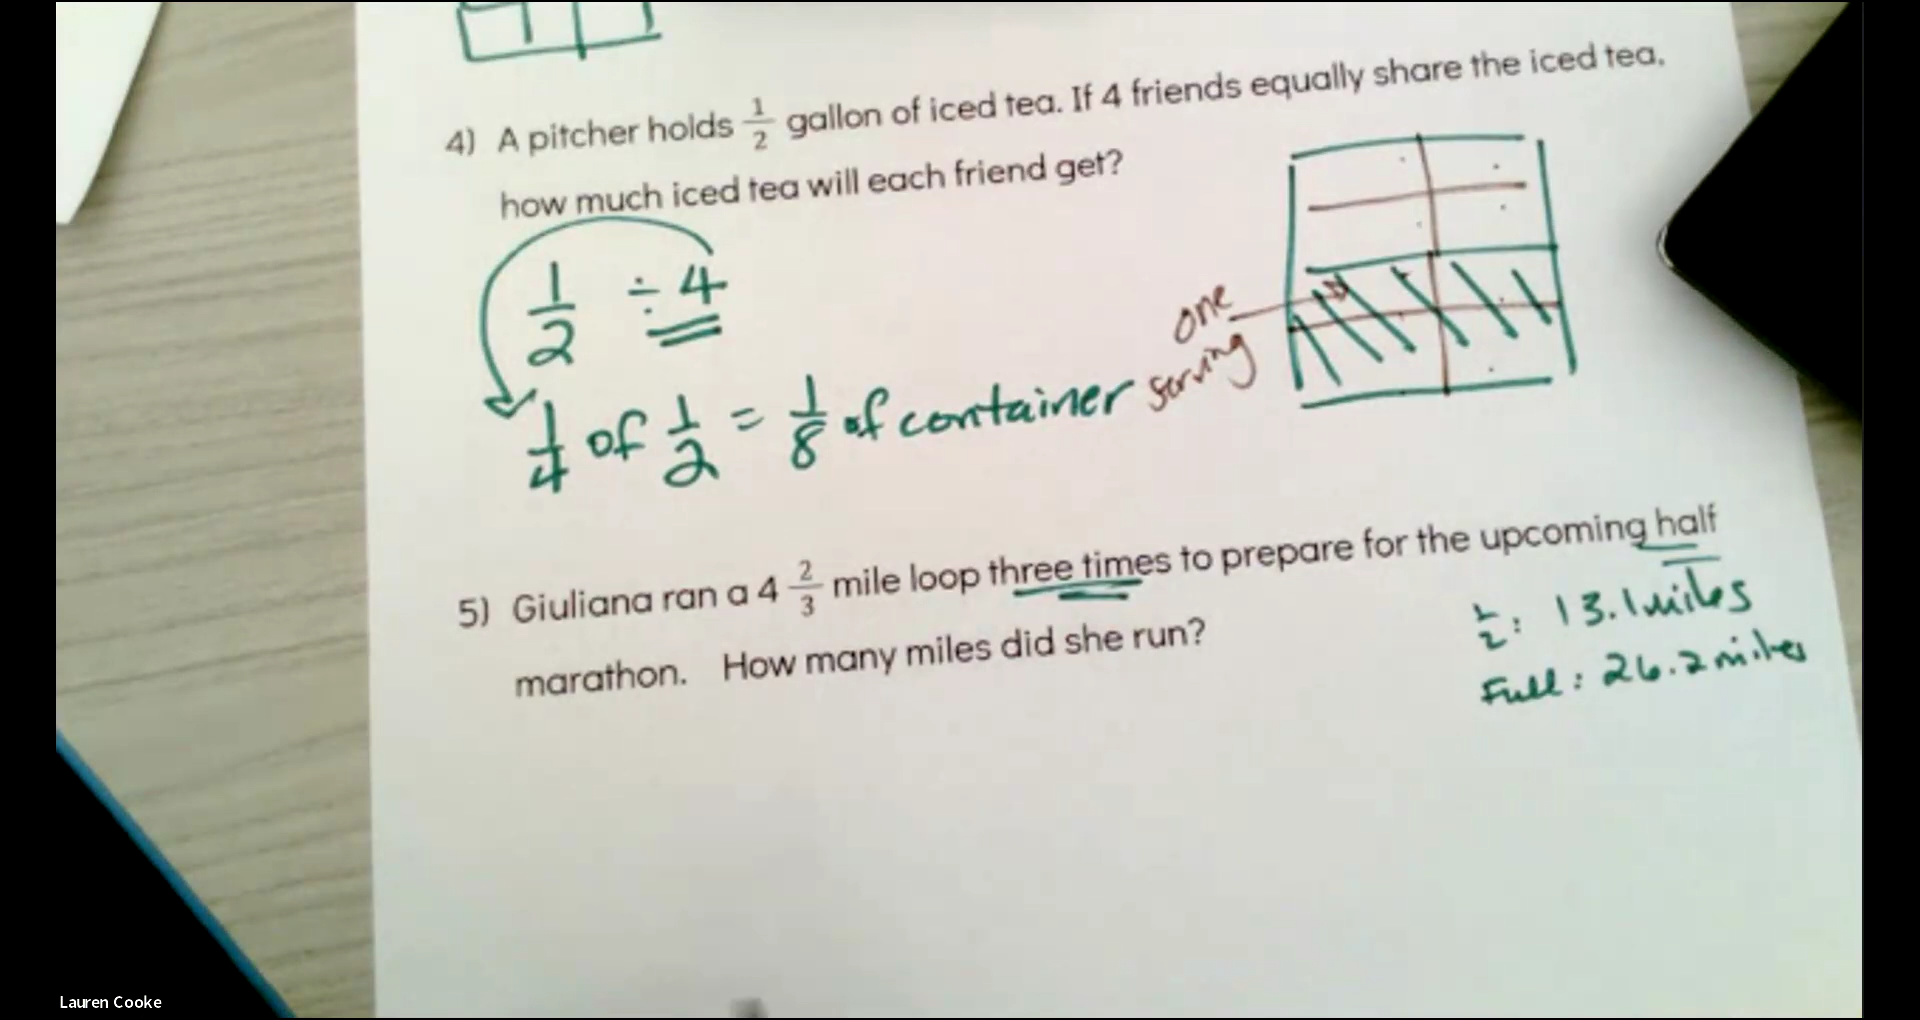 4) A pitcher holds 1/2 gallon of iced tea. If 4 friends equally share the iced tea,
how much iced tea will each friend get?
1/2 ÷ 4
one
serving
1/4 of 1/2 = 1/8 of container
5) Giuliana ran a 4 2/3 mile loop three times to prepare for the upcoming half
marathon. How many miles did she run?
1/2: 13.1 miles
Full: 26.2 miles
Lauren Cooke